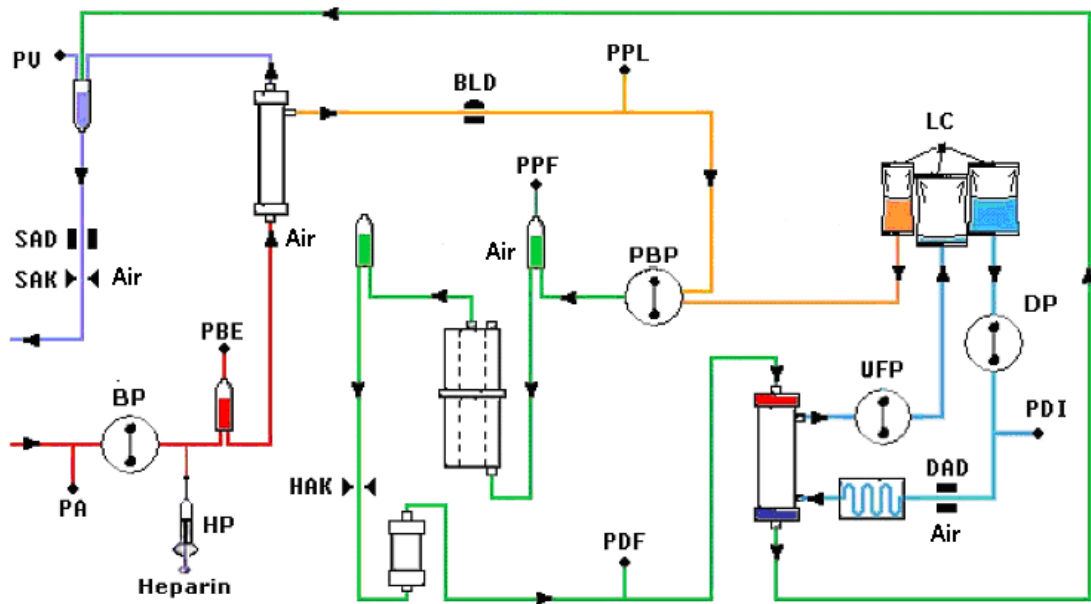 PV
BLD
PPL
LC
PPF
SAD
Air
Air
PBP
SAK
Air
DP
PBE
UFP
BP
PDI
HAK
DAD
PA
HP
PDF
Air
Heparin